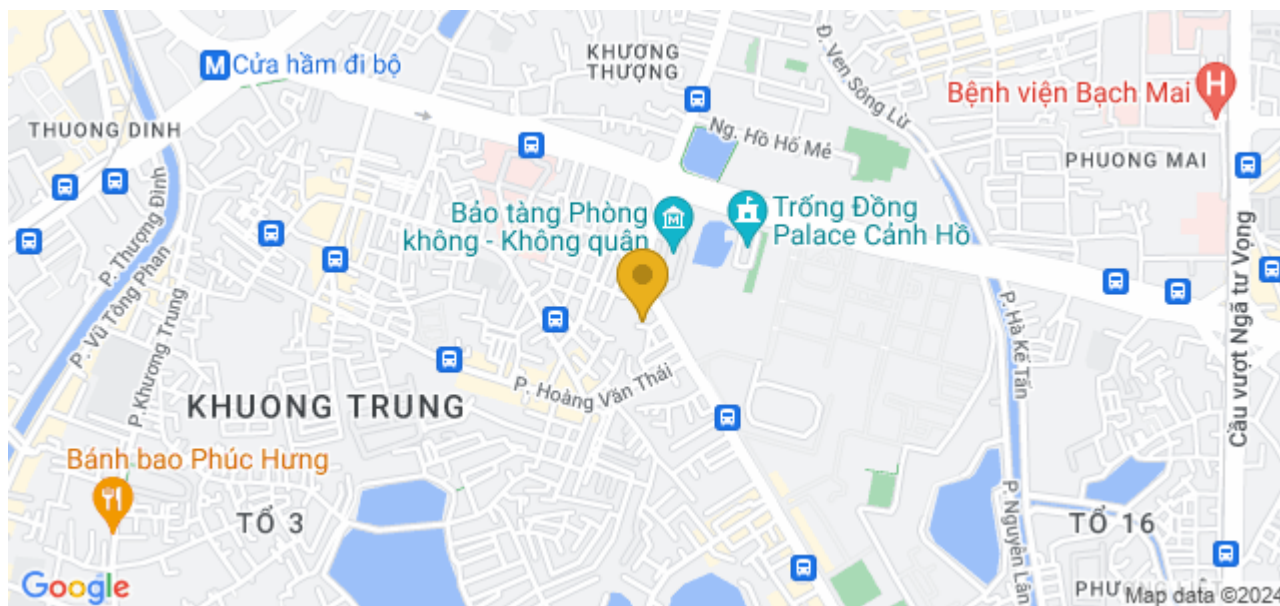 KHƯƠNG
THƯỢNG
M Cửa hầm đi bộ
Đ. Ven Sông Lừ
Bệnh viện Bạch Mai
H
THUONG DINH
Ng. Hồ Hố Mẻ
PHUONG MAI
Bảo tàng Phòng
không - Không quân
Trống Đồng
Palace Cảnh Hồ
P. Thượng Đình
P. Vũ Tông Phan
P.Khương Trung
P. Hà Kế Tấn
Cầu vượt Ngã tư Vọng
P. Hoàng Văn Thái
KHUONG TRUNG
Bánh bao Phúc Hưng
TỔ 3
P. Nguyễn Lân
TỔ 16
Google
Map data ©2024